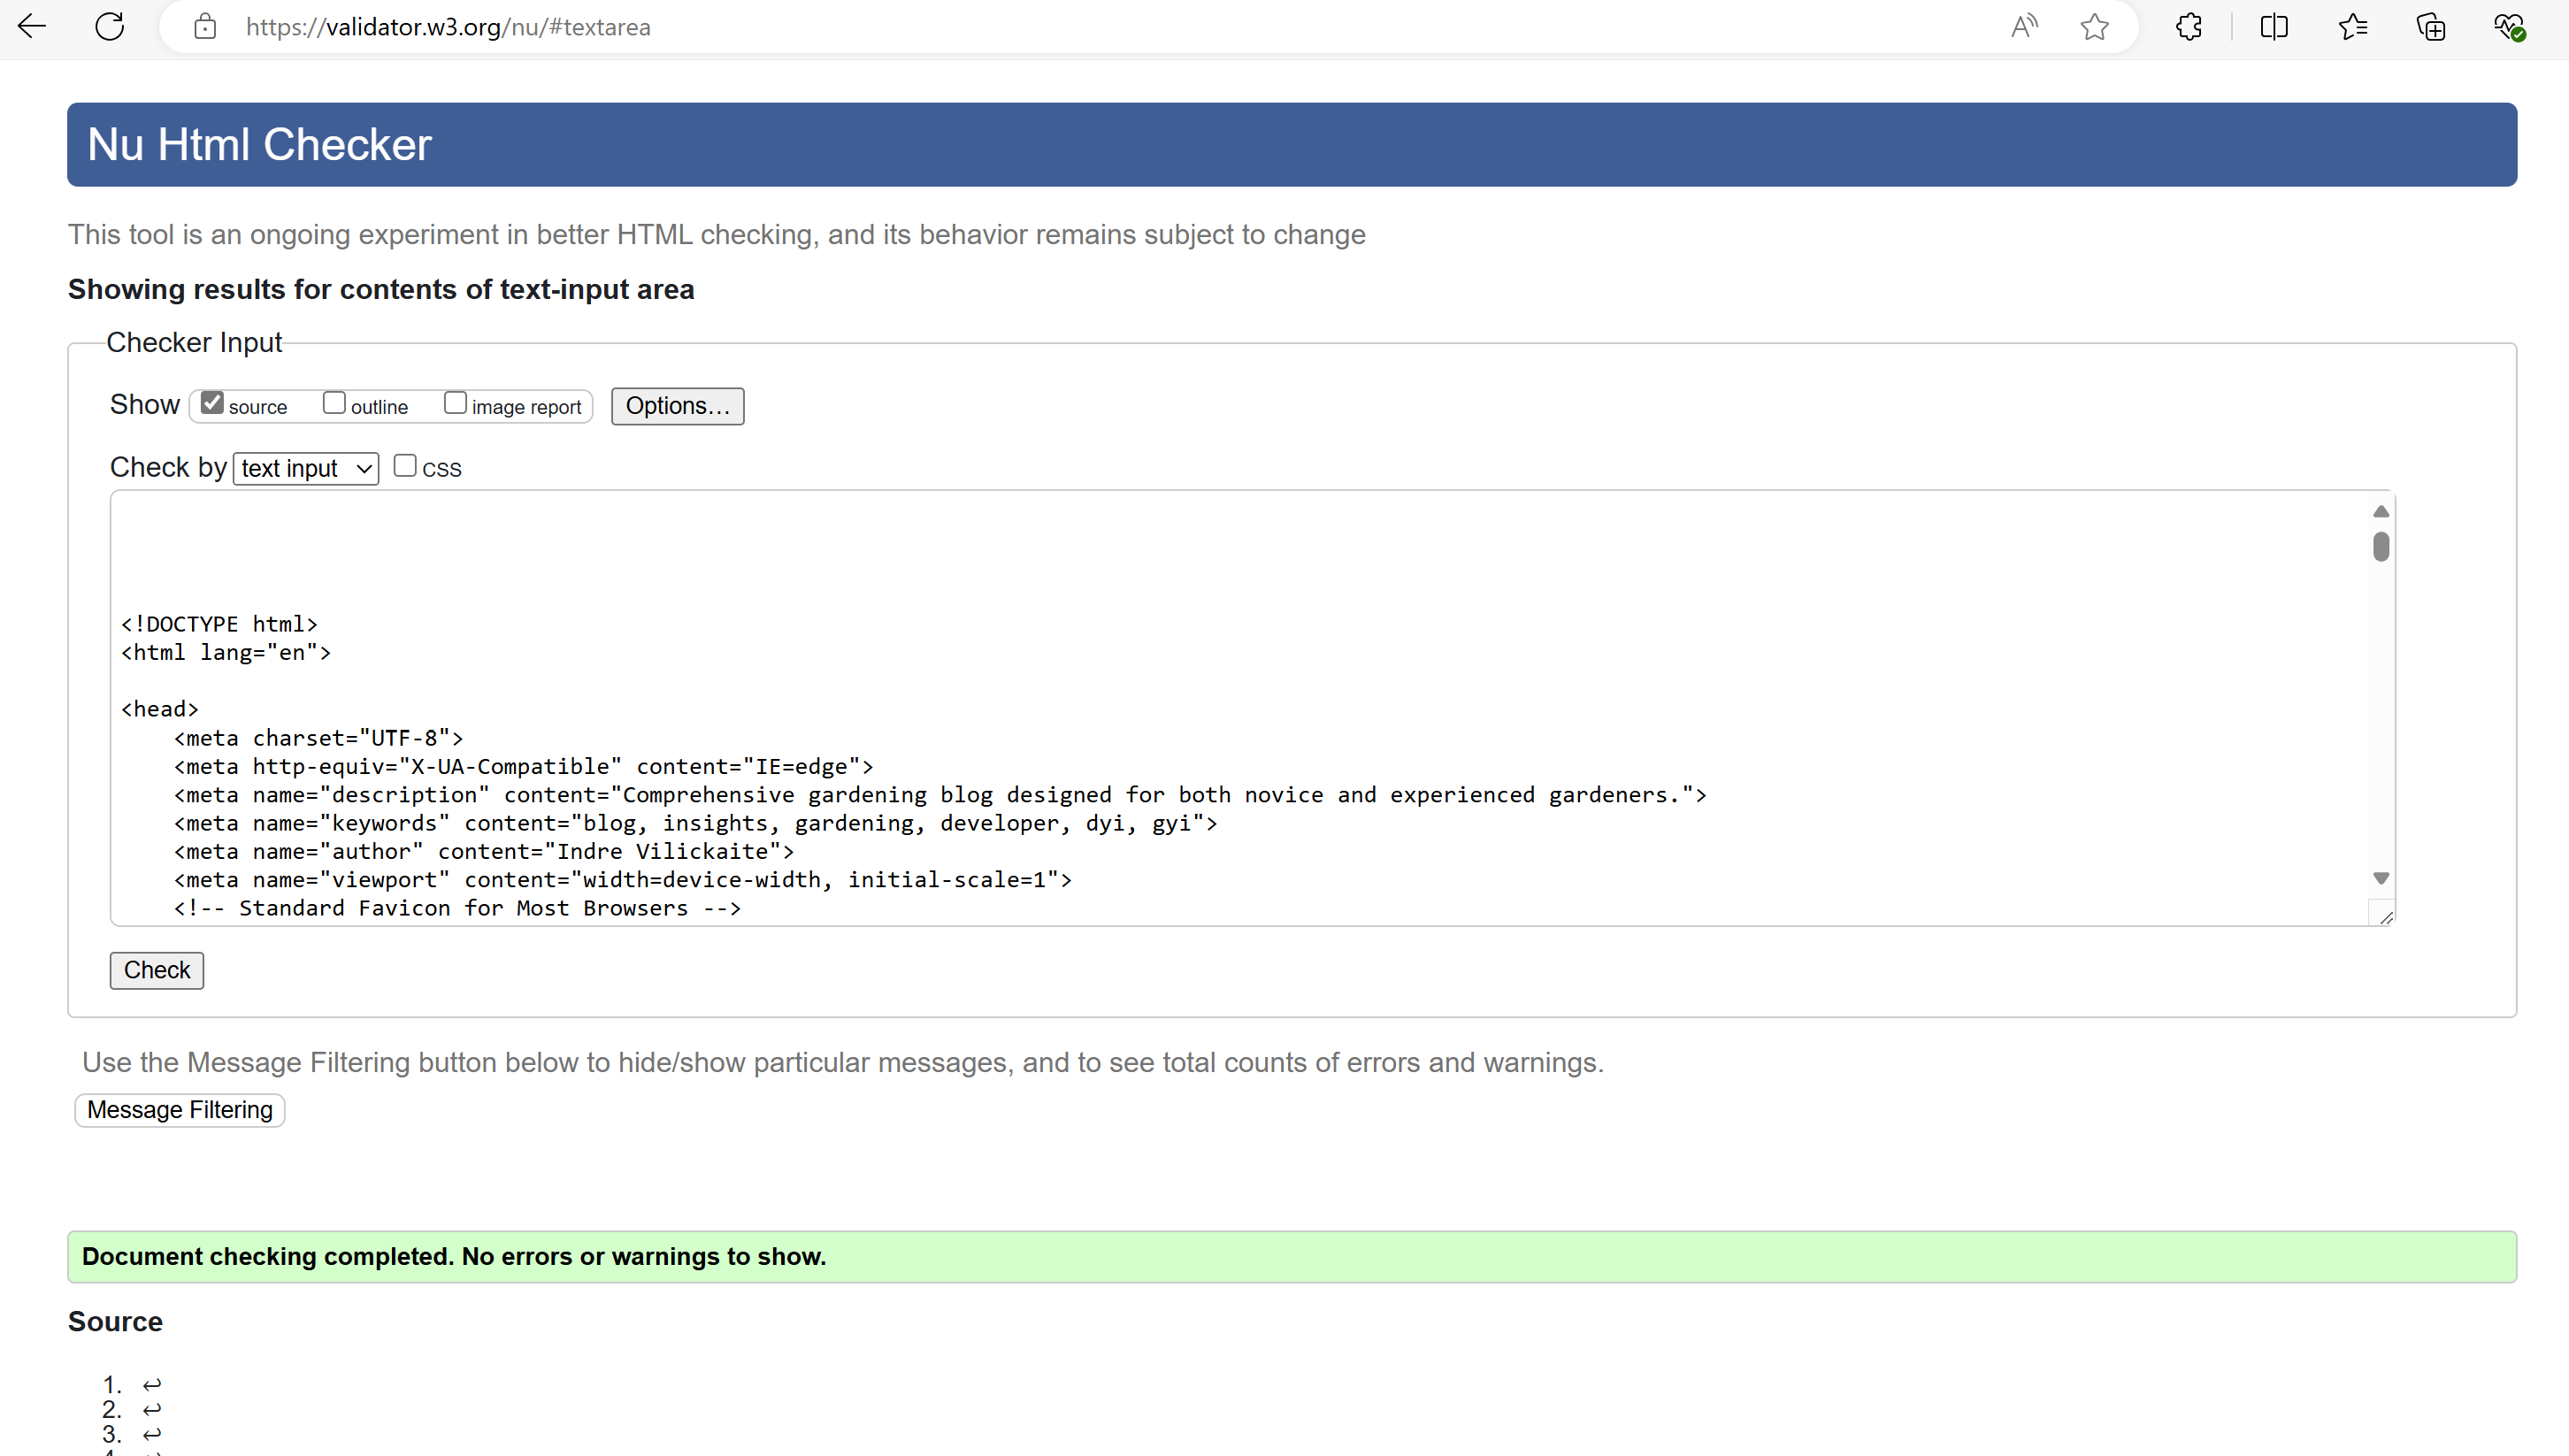 https://validator.w3.org/nu/#textarea
Nu Html Checker
This tool is an ongoing experiment in better HTML checking, and its behavior remains subject to change
Showing results for contents of text-input area
Checker Input
Show source outline image report Options...
Check by text input CSS
<!DOCTYPE html>
<html lang="en">
<head>
<meta charset="UTF-8">
<meta http-equiv="X-UA-Compatible" content="IE=edge">
<meta name="description" content="Comprehensive gardening blog designed for both novice and experienced gardeners.">
<meta name="keywords" content="blog, insights, gardening, developer, dyi, gyi">
<meta name="author" content="Indre Vilickaite">
<meta name="viewport" content="width=device-width, initial-scale=1">
<!-- Standard Favicon for Most Browsers -->
Check
Use the Message Filtering button below to hide/show particular messages, and to see total counts of errors and warnings.
Message Filtering
Document checking completed. No errors or warnings to show.
Source
1. ↩
2. ↩
3. ↩